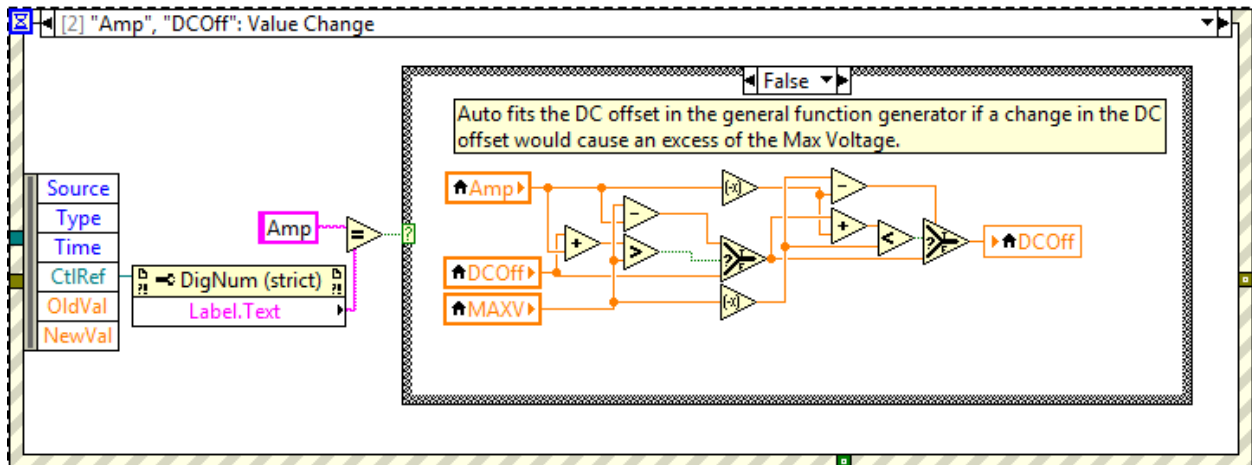 [2] "Amp", "DCOff": Value Change
False
Auto fits the DC offset in the general function generator if a change in the DC
offset would cause an excess of the Max Voltage.
Source
Type
Time
CtlRef
OldVal
NewVal
Amp
=
?
?! DigNum (strict) ?!
Label.Text
Amp
DCOff
MAXV
+
-
>
(-x)
(-x)
?
T
F
-
+
<
?
T
F
DCOff